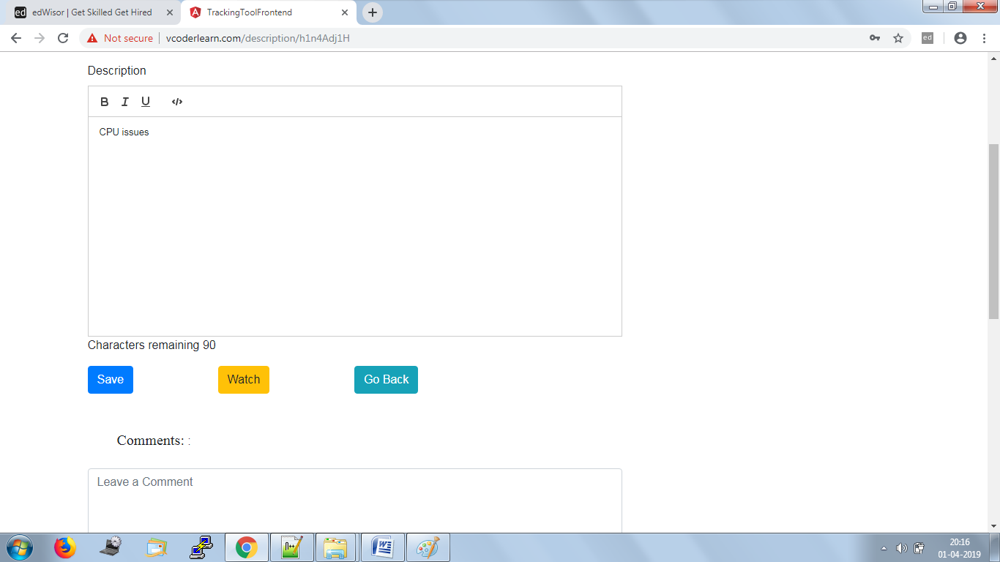 edWisor | Get Skilled Get Hired
TrackingToolFrontend
Not secure
vcoderlearn.com/description/h1n4Adj1H
ed
Description
B I U </>
CPU issues
Characters remaining 90
Save
Watch
Go Back
Comments: :
Leave a Comment
20:16
01-04-2019